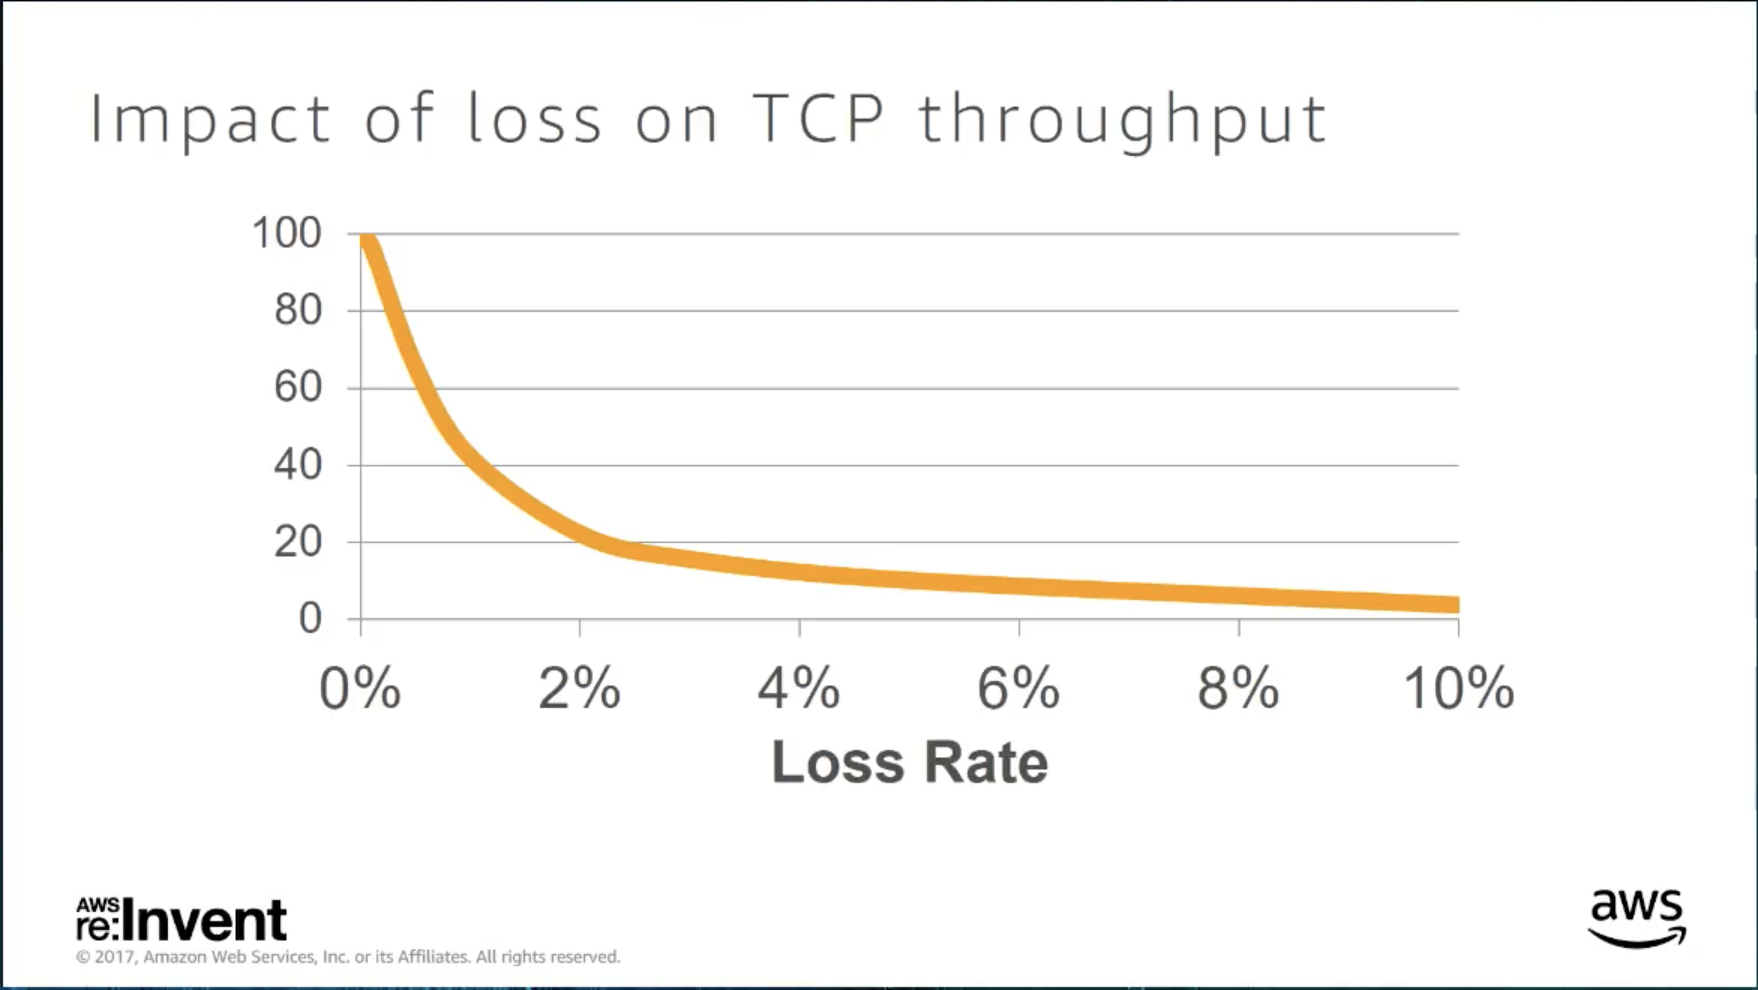 Impact of loss on TCP throughput
100
80
60
40
20
0
0% 2% 4% 6% 8% 10%
Loss Rate
AWS
re:Invent
© 2017, Amazon Web Services, Inc. or its Affiliates. All rights reserved.
aws